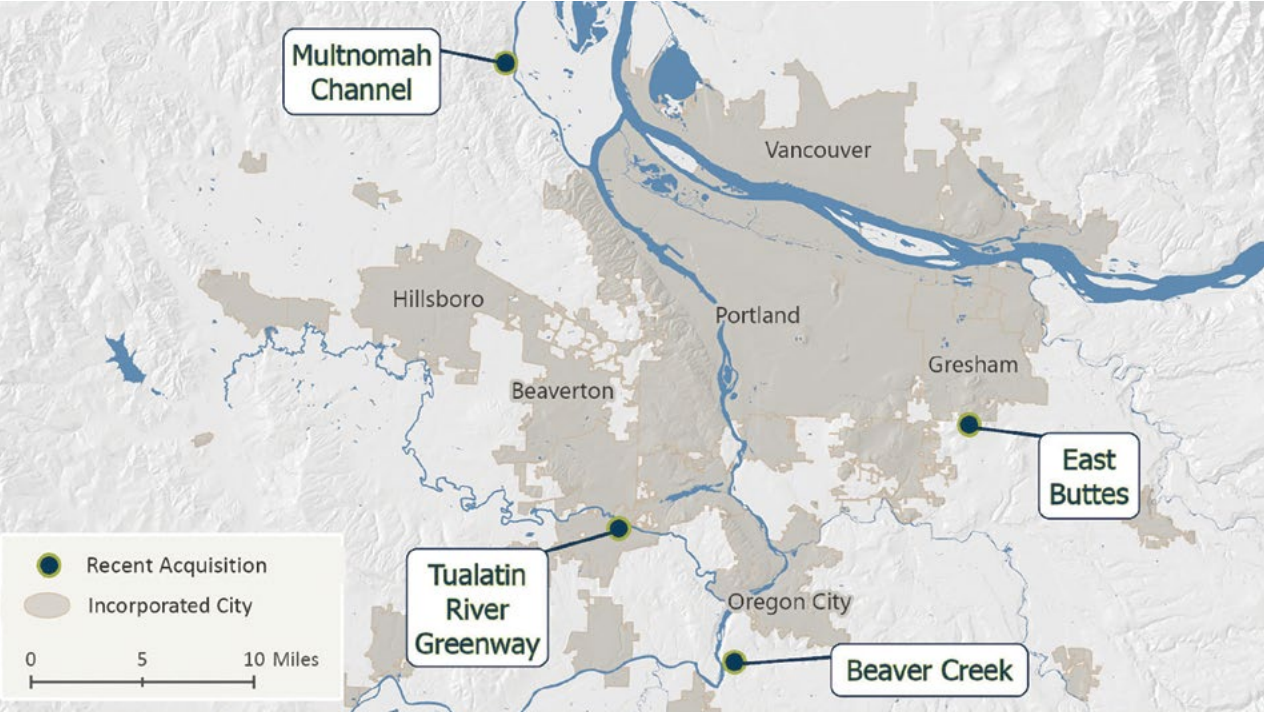 Multnomah
Channel
Vancouver
Hillsboro
Portland
Gresham
Beaverton
East
Buttes
Tualatin
River
Greenway
Oregon City
Beaver Creek
Recent Acquisition
Incorporated City
0 5 10 Miles